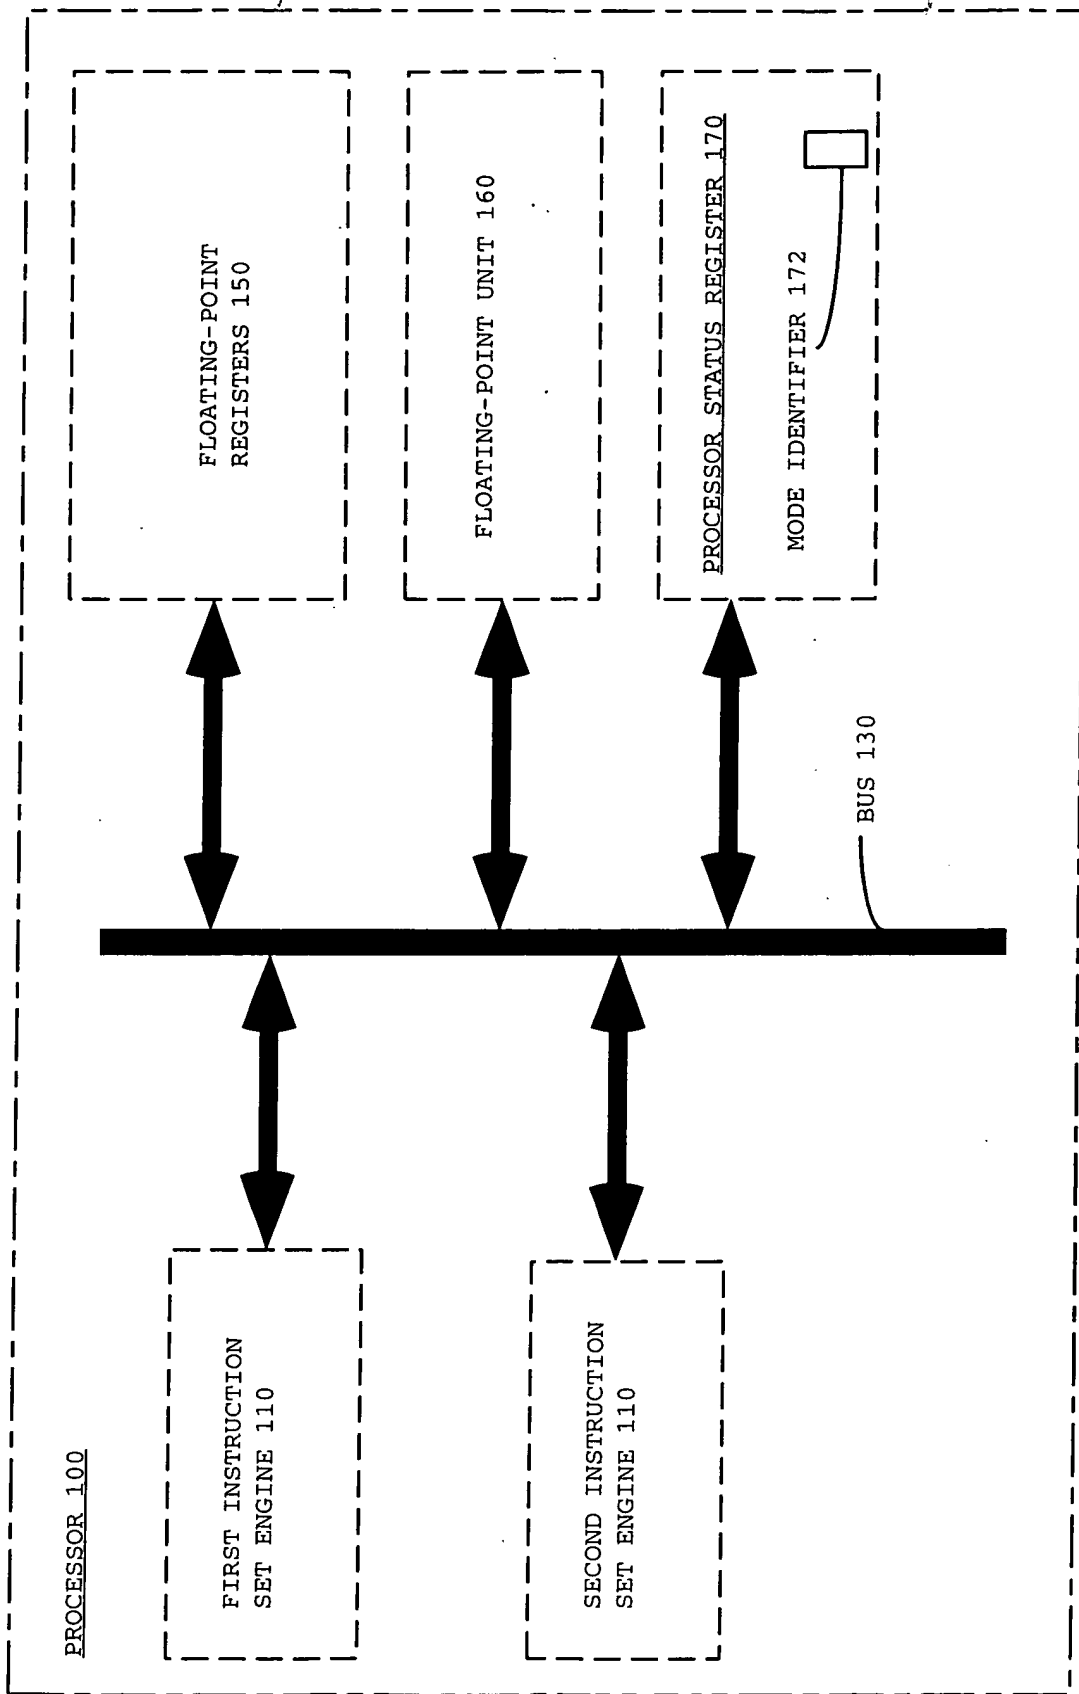 PROCESSOR 100
FIRST INSTRUCTION
SET ENGINE 110
SECOND INSTRUCTION
SET ENGINE 110
BUS 130
FLOATING-POINT
REGISTERS 150
FLOATING-POINT UNIT 160
PROCESSOR STATUS REGISTER 170
MODE IDENTIFIER 172